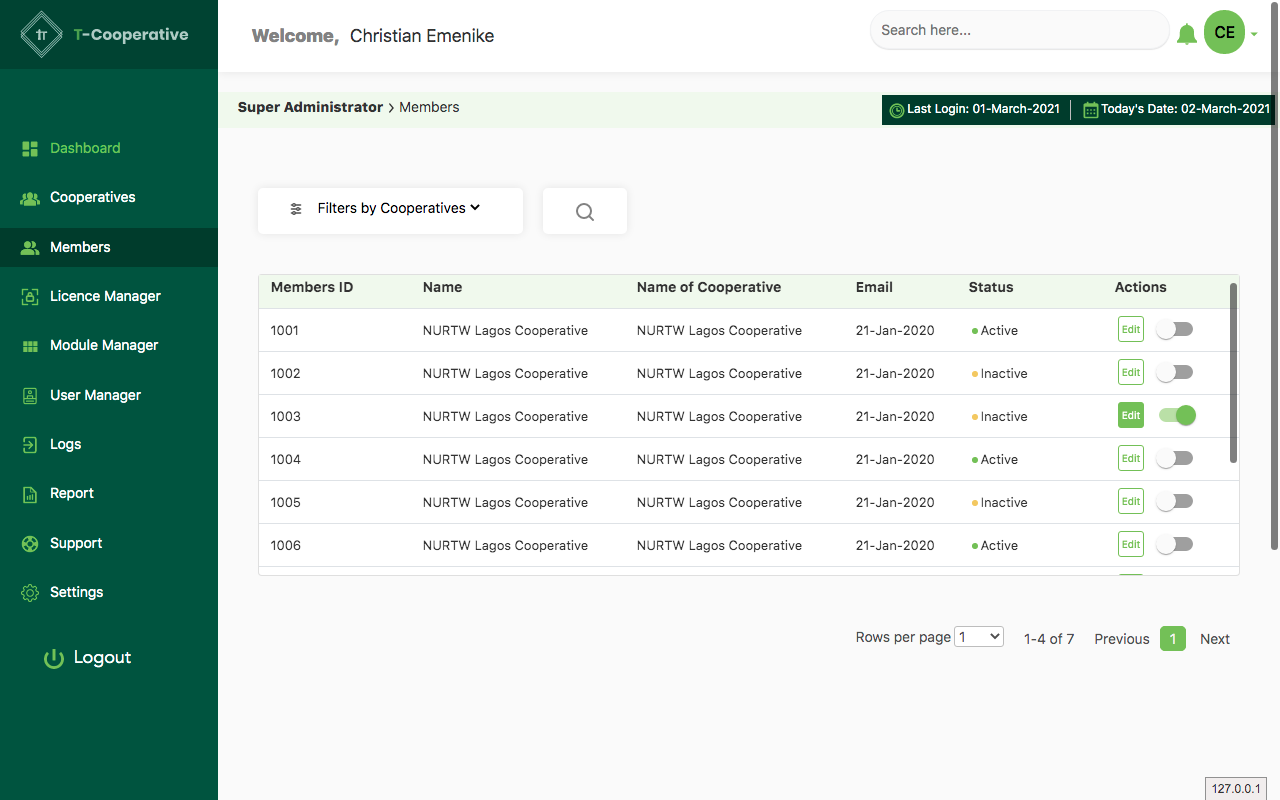 T-Cooperative
Welcome, Christian Emenike
Search here...
CE
Super Administrator > Members
Last Login: 01-March-2021
Today's Date: 02-March-2021
Dashboard
Cooperatives
Members
Licence Manager
Module Manager
User Manager
Logs
Report
Support
Settings
Logout
Filters by Cooperatives
Members ID Name Name of Cooperative Email Status Actions
1001 NURTW Lagos Cooperative NURTW Lagos Cooperative 21-Jan-2020 Active Edit
1002 NURTW Lagos Cooperative NURTW Lagos Cooperative 21-Jan-2020 Inactive Edit
1003 NURTW Lagos Cooperative NURTW Lagos Cooperative 21-Jan-2020 Inactive Edit
1004 NURTW Lagos Cooperative NURTW Lagos Cooperative 21-Jan-2020 Active Edit
1005 NURTW Lagos Cooperative NURTW Lagos Cooperative 21-Jan-2020 Inactive Edit
1006 NURTW Lagos Cooperative NURTW Lagos Cooperative 21-Jan-2020 Active Edit
Rows per page 1 1-4 of 7 Previous 1 Next
127.0.0.1